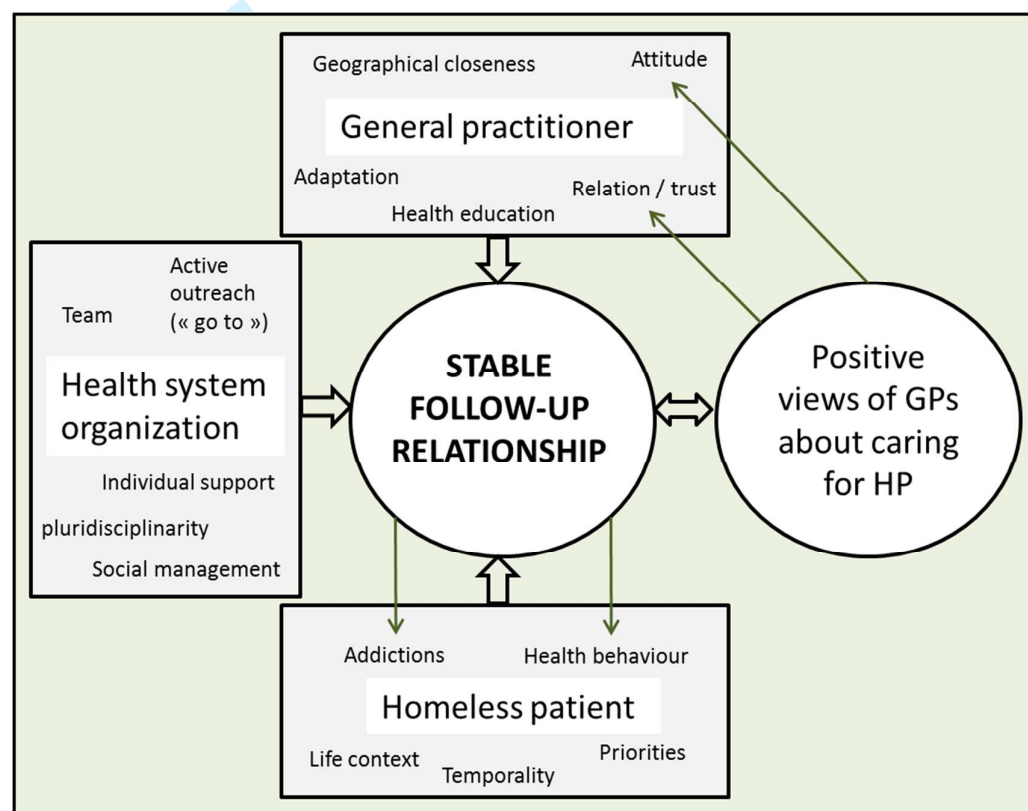 Geographical closeness
Attitude
General practitioner
Adaptation
Relation / trust
Health education
Active
outreach
(« go to »)
Team
Health system
organization
Individual support
pluridisciplinarity
Social management
STABLE
FOLLOW-UP
RELATIONSHIP
Positive
views of GPs
about caring
for HP
Addictions
Health behaviour
Homeless patient
Life context
Temporality
Priorities